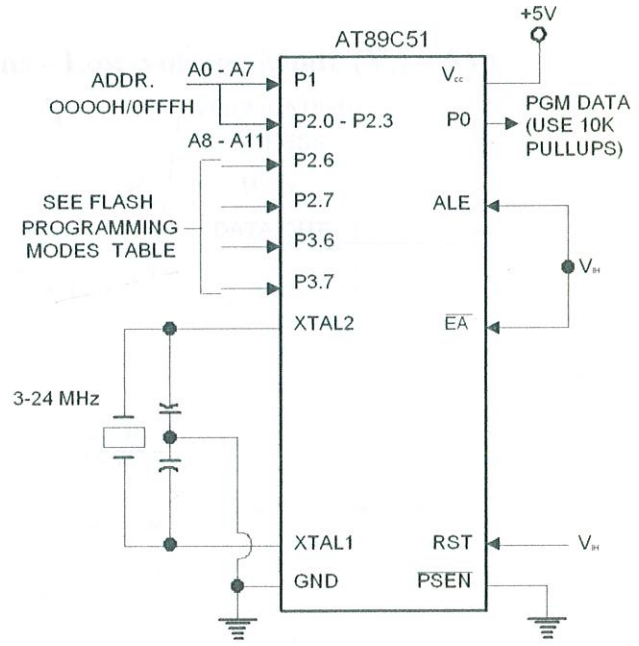 +5V
AT89C51
ADDR.
OOOOH/0FFFH
A0 - A7
A8 - A11
P1
P2.0 - P2.3
P2.6
P2.7
P3.6
P3.7
SEE FLASH
PROGRAMMING
MODES TABLE
XTAL2
3-24 MHz
XTAL1
GND
Vcc
P0
PGM DATA
(USE 10K
PULLUPS)
ALE
VIH
EA
RST
VIH
PSEN